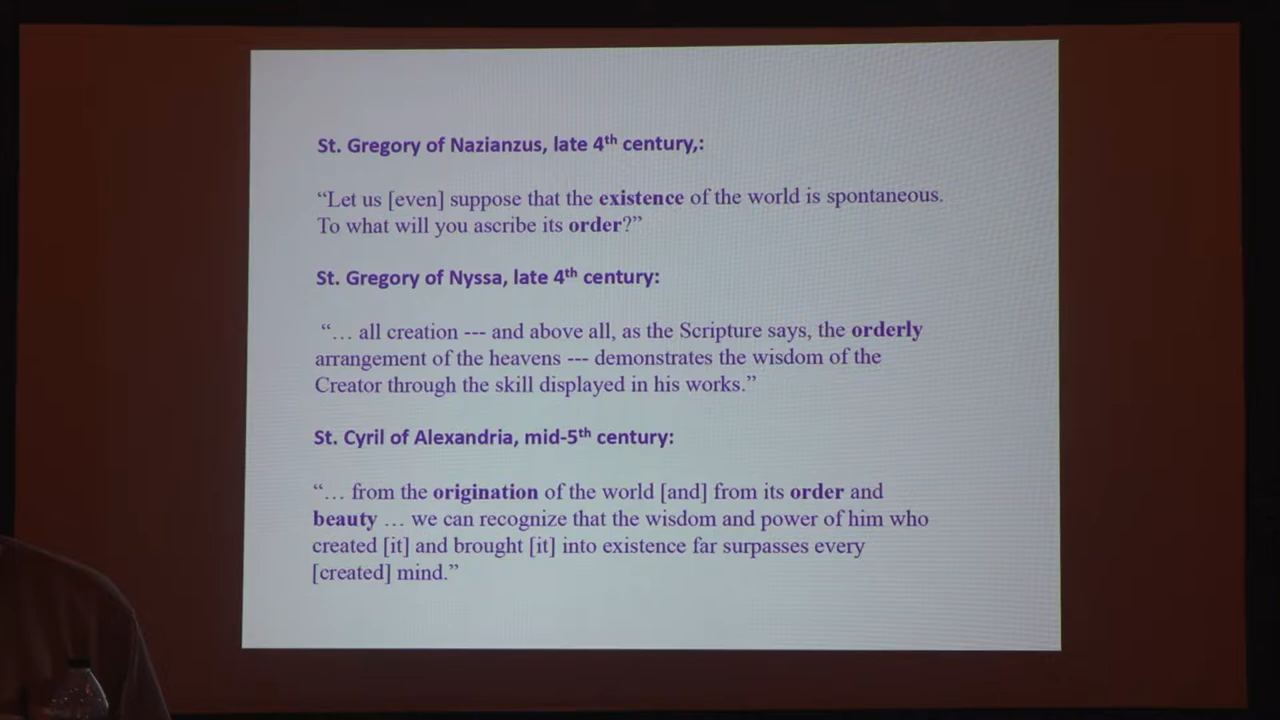 St. Gregory of Nazianzus, late 4th century,:
“Let us [even] suppose that the existence of the world is spontaneous.
To what will you ascribe its order?”
St. Gregory of Nyssa, late 4th century:
“… all creation --- and above all, as the Scripture says, the orderly
arrangement of the heavens --- demonstrates the wisdom of the
Creator through the skill displayed in his works.”
St. Cyril of Alexandria, mid-5th century:
“… from the origination of the world [and] from its order and
beauty … we can recognize that the wisdom and power of him who
created [it] and brought [it] into existence far surpasses every
[created] mind.”